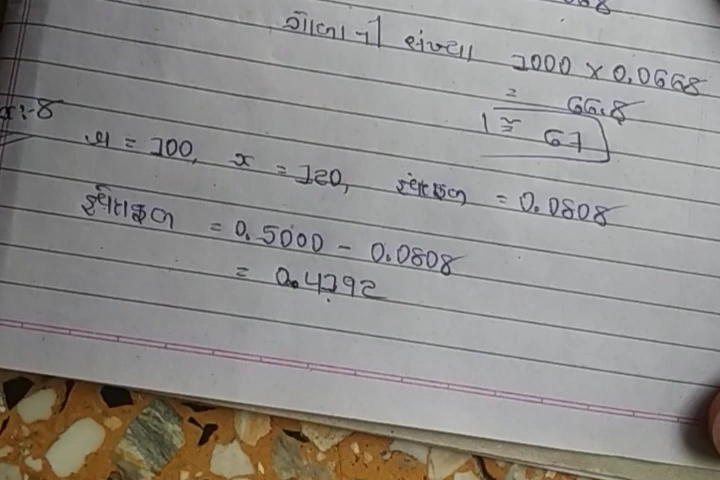 ગોળાની સંખ્યા 1000 × 0.0668
= 66.8
≅ 67
:-8
μ = 100, x = 120, ક્ષેત્રફળ = 0.0808
ક્ષેત્રફળ = 0.5000 - 0.0808
= 0.4192